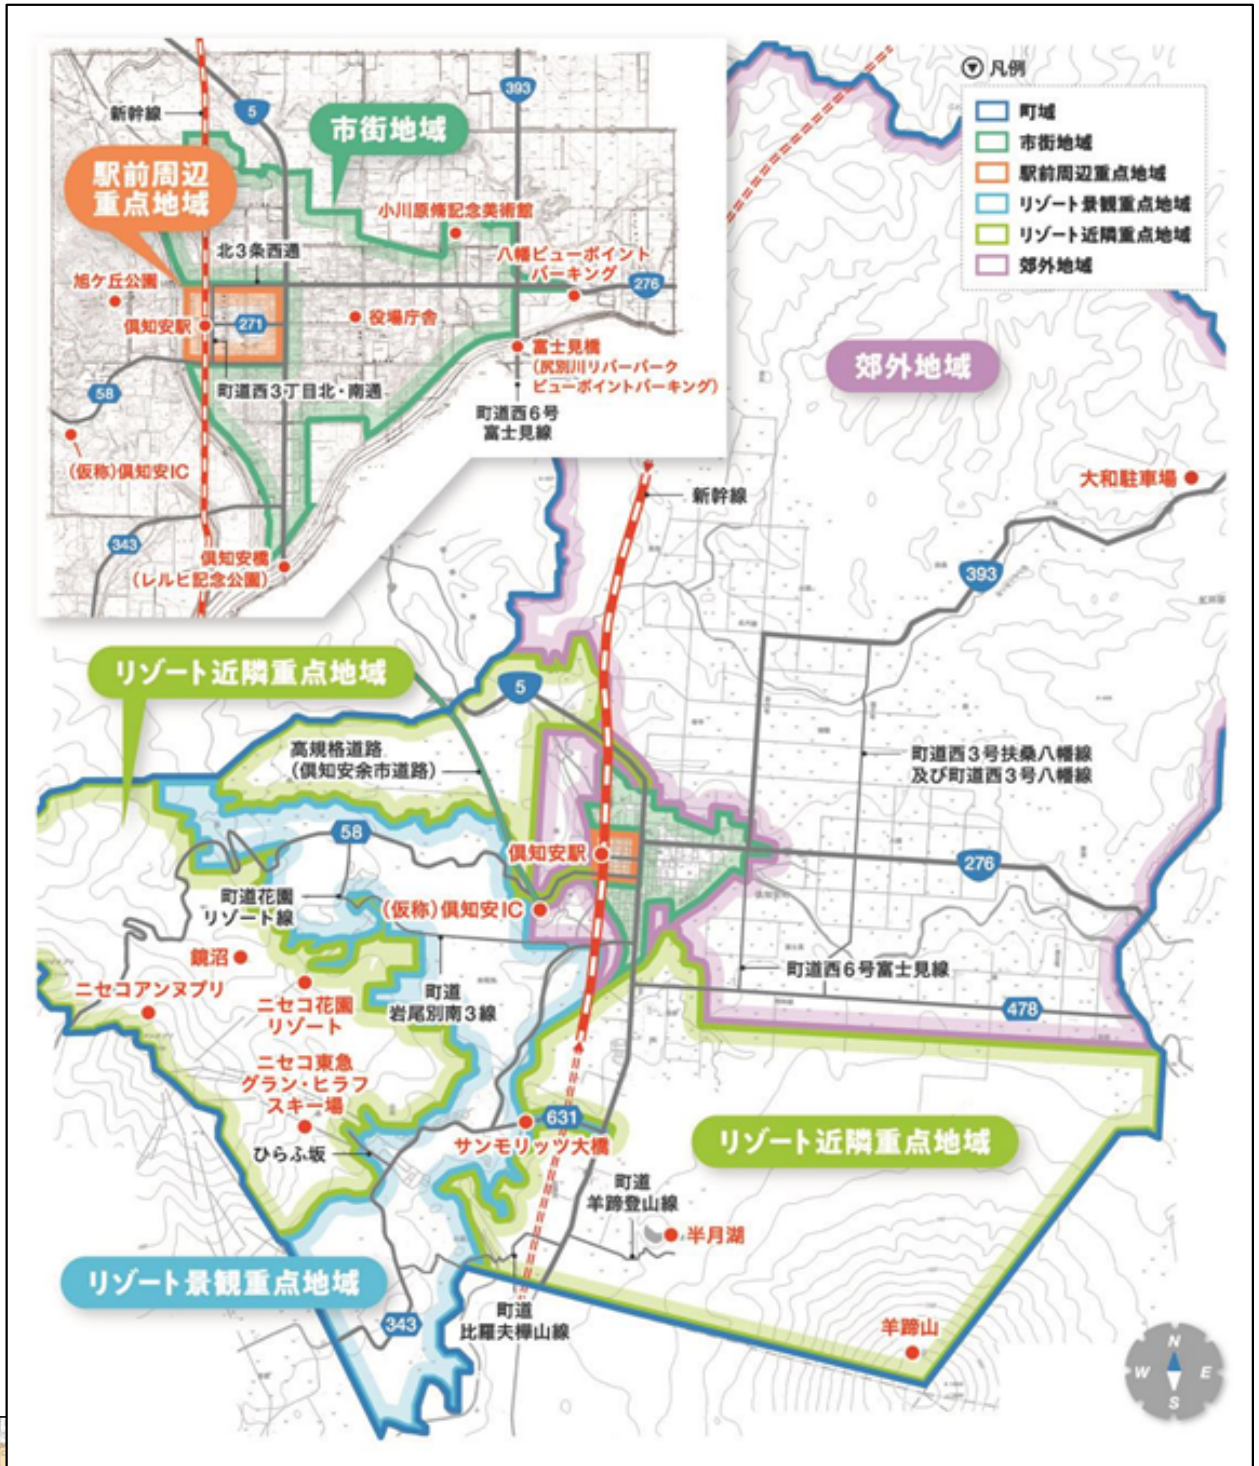 凡例
町域
市街地域
駅前周辺重点地域
リゾート景観重点地域
リゾート近隣重点地域
郊外地域
新幹線
5
393
市街地域
駅前周辺
重点地域
小川原脩記念美術館
北3条西通
八幡ビューポイント
パーキング
276
旭ケ丘公園
倶知安駅
271
役場庁舎
富士見橋
(尻別川リバーパーク
ビューポイントパーキング)
58
町道西3丁目北・南通
町道西6号
富士見線
(仮称)倶知安IC
343
倶知安橋
(レルヒ記念公園)
郊外地域
大和駐車場
新幹線
393
リゾート近隣重点地域
5
高規格道路
(倶知安余市道路)
町道西3号扶桑八幡線
及び町道西3号八幡線
58
倶知安駅
276
町道花園
リゾート線
(仮称)倶知安IC
鏡沼
町道西6号富士見線
ニセコアンヌプリ
ニセコ花園
リゾート
町道
岩尾別南3線
478
ニセコ東急
グラン・ヒラフ
スキー場
631
サンモリッツ大橋
リゾート近隣重点地域
ひらふ坂
町道
羊蹄登山線
半月湖
リゾート景観重点地域
343
町道
比羅夫樺山線
羊蹄山
N
W
E
S